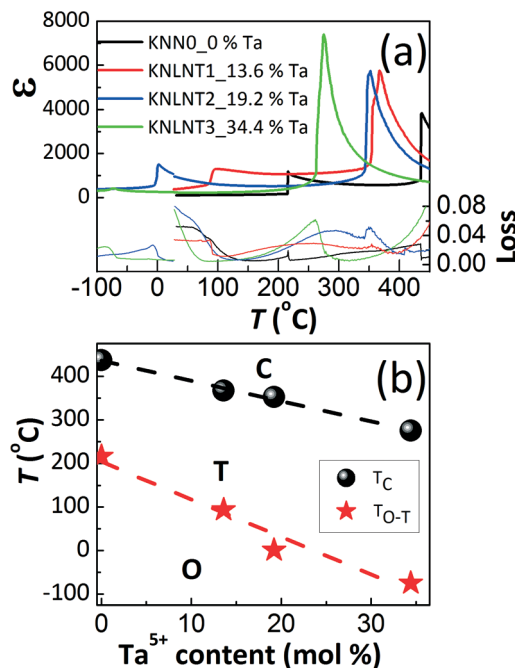 (a)
8000
6000
4000
2000
0
ε
KNN0_0 % Ta
KNLNT1_13.6 % Ta
KNLNT2_19.2 % Ta
KNLNT3_34.4 % Ta
0.08
0.04
0.00
Loss
-100 0 100 200 300 400
T (°C)
(b)
400
300
200
100
0
-100
T (°C)
C
T
O
T_C
T_O-T
0 10 20 30
Ta⁵⁺ content (mol %)